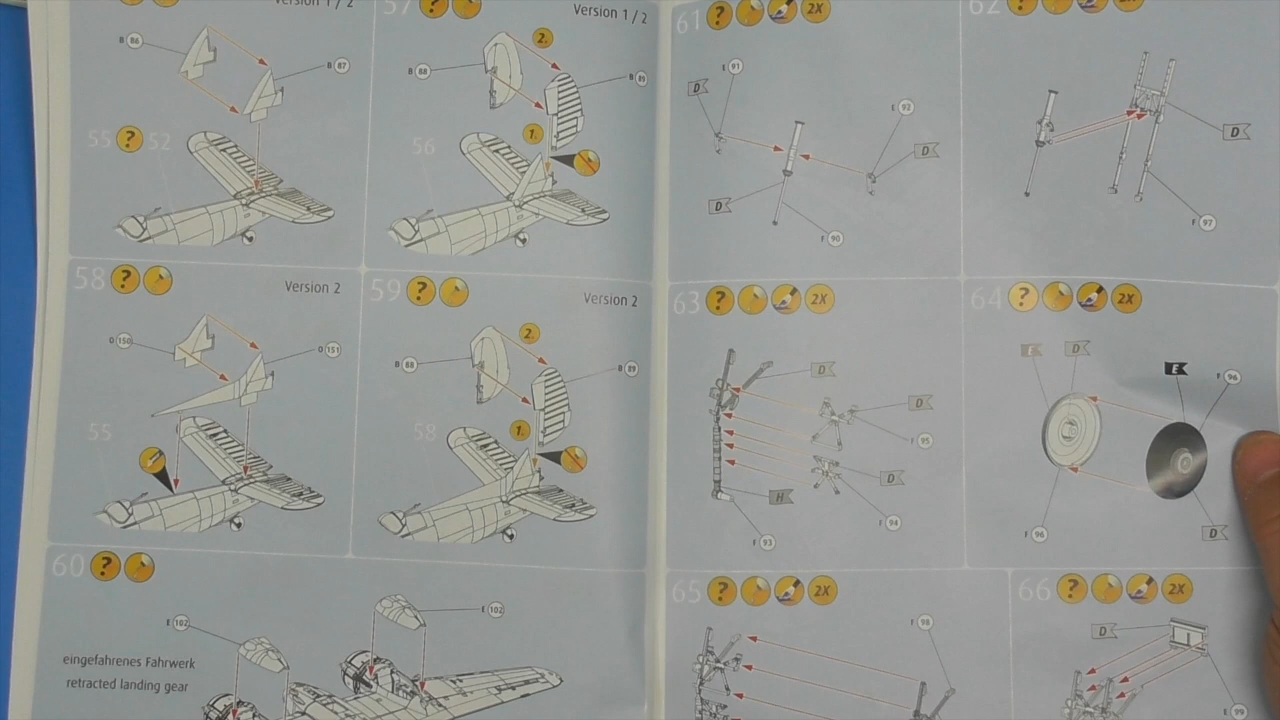 Version 1 / 2
B 86
B 87
55 ? 52
57 ?
Version 1 / 2
2.
B 88
B 89
1.
56
58 ?
Version 2
O 150
O 151
55
59 ?
Version 2
2.
B 88
B 89
1.
58
60 ?
E 102
E 102
eingefahrenes Fahrwerk
retracted landing gear
61 ? 2X
E 91
D
E 92
D
D
F 90
62 ? 2X
D
F 97
63 ? 2X
D
D
F 95
D
H
F 94
F 93
64 ? 2X
E D
E
F 96
F 96
D
65 ? 2X
F 98
66 ? 2X
D
E 99